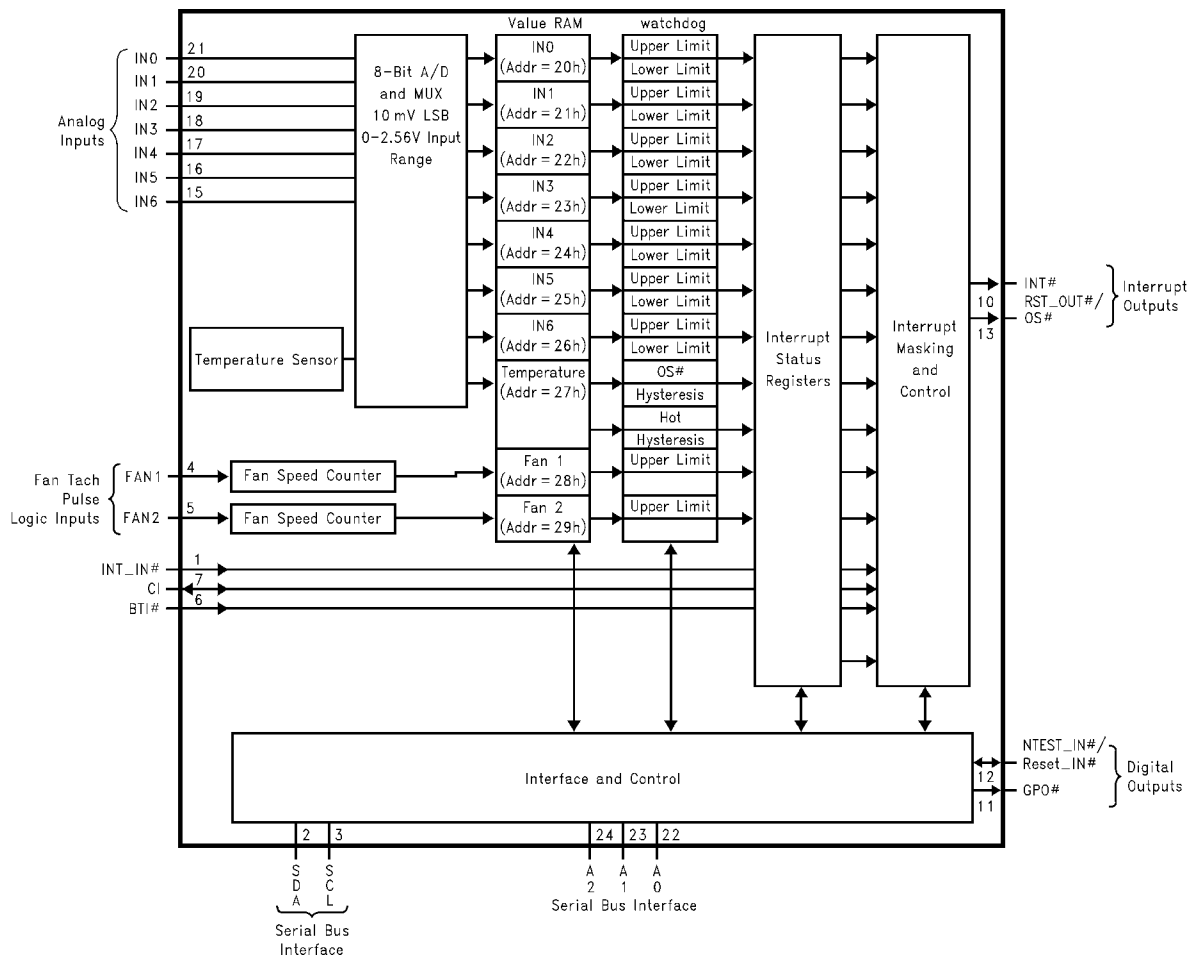 Value RAM
watchdog
Analog
Inputs
IN0
21
IN1
20
IN2
19
IN3
18
IN4
17
IN5
16
IN6
15
8-Bit A/D
and MUX
10 mV LSB
0-2.56V Input
Range
Temperature Sensor
IN0
(Addr = 20h)
Upper Limit
Lower Limit
IN1
(Addr = 21h)
Upper Limit
Lower Limit
IN2
(Addr = 22h)
Upper Limit
Lower Limit
IN3
(Addr = 23h)
Upper Limit
Lower Limit
IN4
(Addr = 24h)
Upper Limit
Lower Limit
IN5
(Addr = 25h)
Upper Limit
Lower Limit
IN6
(Addr = 26h)
Upper Limit
Lower Limit
Temperature
(Addr = 27h)
OS#
Hysteresis
Hot
Hysteresis
Fan 1
(Addr = 28h)
Upper Limit
Fan 2
(Addr = 29h)
Upper Limit
Interrupt
Status
Registers
Interrupt
Masking
and
Control
INT#
10
RST_OUT#/
OS#
13
Interrupt
Outputs
Fan Tach
Pulse
Logic Inputs
FAN1
4
Fan Speed Counter
FAN2
5
Fan Speed Counter
INT_IN#
1
CI
7
BTI#
6
Interface and Control
NTEST_IN#/
Reset_IN#
12
GPO#
11
Digital
Outputs
2
3
24
23
22
SDA
SCL
A2
A1
A0
Serial Bus
Interface
Serial Bus Interface